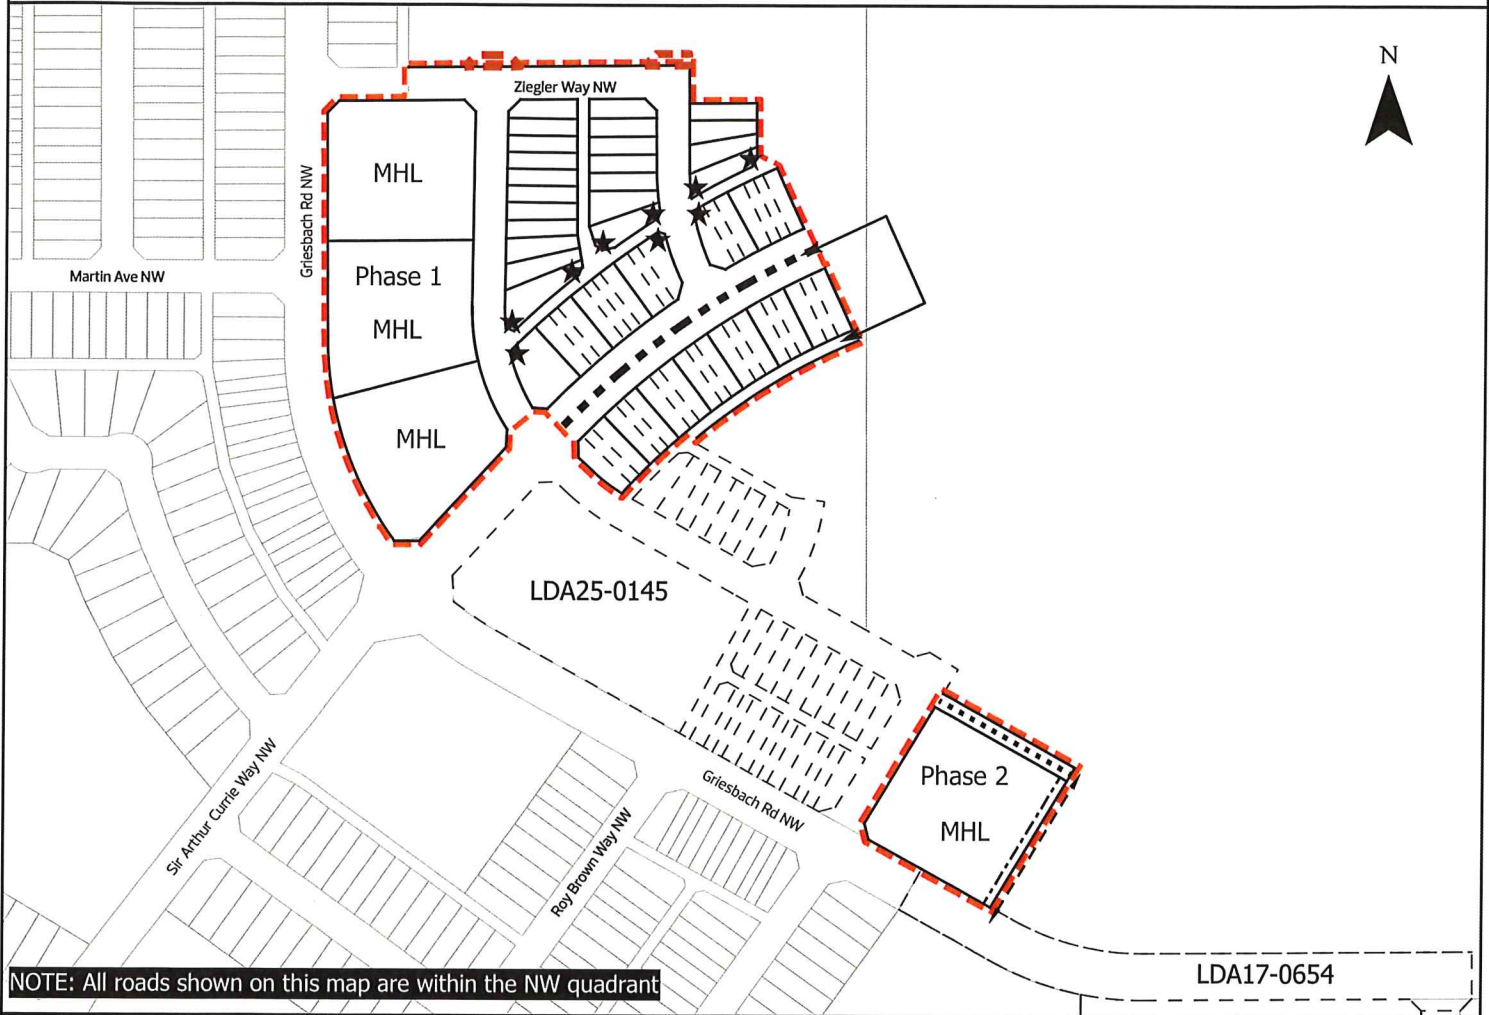 N
Ziegler Way NW
MHL
Griesbach Rd NW
Martin Ave NW
Phase 1
MHL
MHL
LDA25-0145
Phase 2
MHL
Griesbach Rd NW
Sir Arthur Currie Way NW
Roy Brown Way NW
LDA17-0654
NOTE: All roads shown on this map are within the NW quadrant